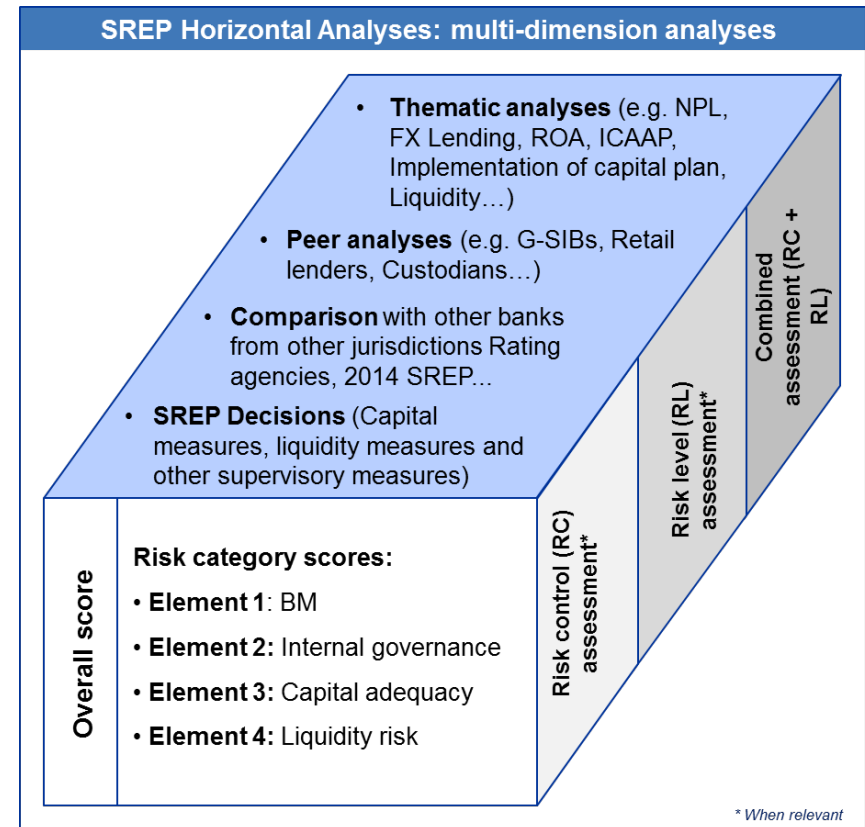 SREP Horizontal Analyses: multi-dimension analyses
• Thematic analyses (e.g. NPL,
FX Lending, ROA, ICAAP,
Implementation of capital plan,
Liquidity…)
• Peer analyses (e.g. G-SIBs, Retail
lenders, Custodians…)
• Comparison with other banks
from other jurisdictions Rating
agencies, 2014 SREP...
• SREP Decisions (Capital
measures, liquidity measures and
other supervisory measures)
Overall score
Risk category scores:
• Element 1: BM
• Element 2: Internal governance
• Element 3: Capital adequacy
• Element 4: Liquidity risk
Risk control (RC)
assessment*
Risk level (RL)
assessment*
Combined
assessment (RC +
RL)
* When relevant